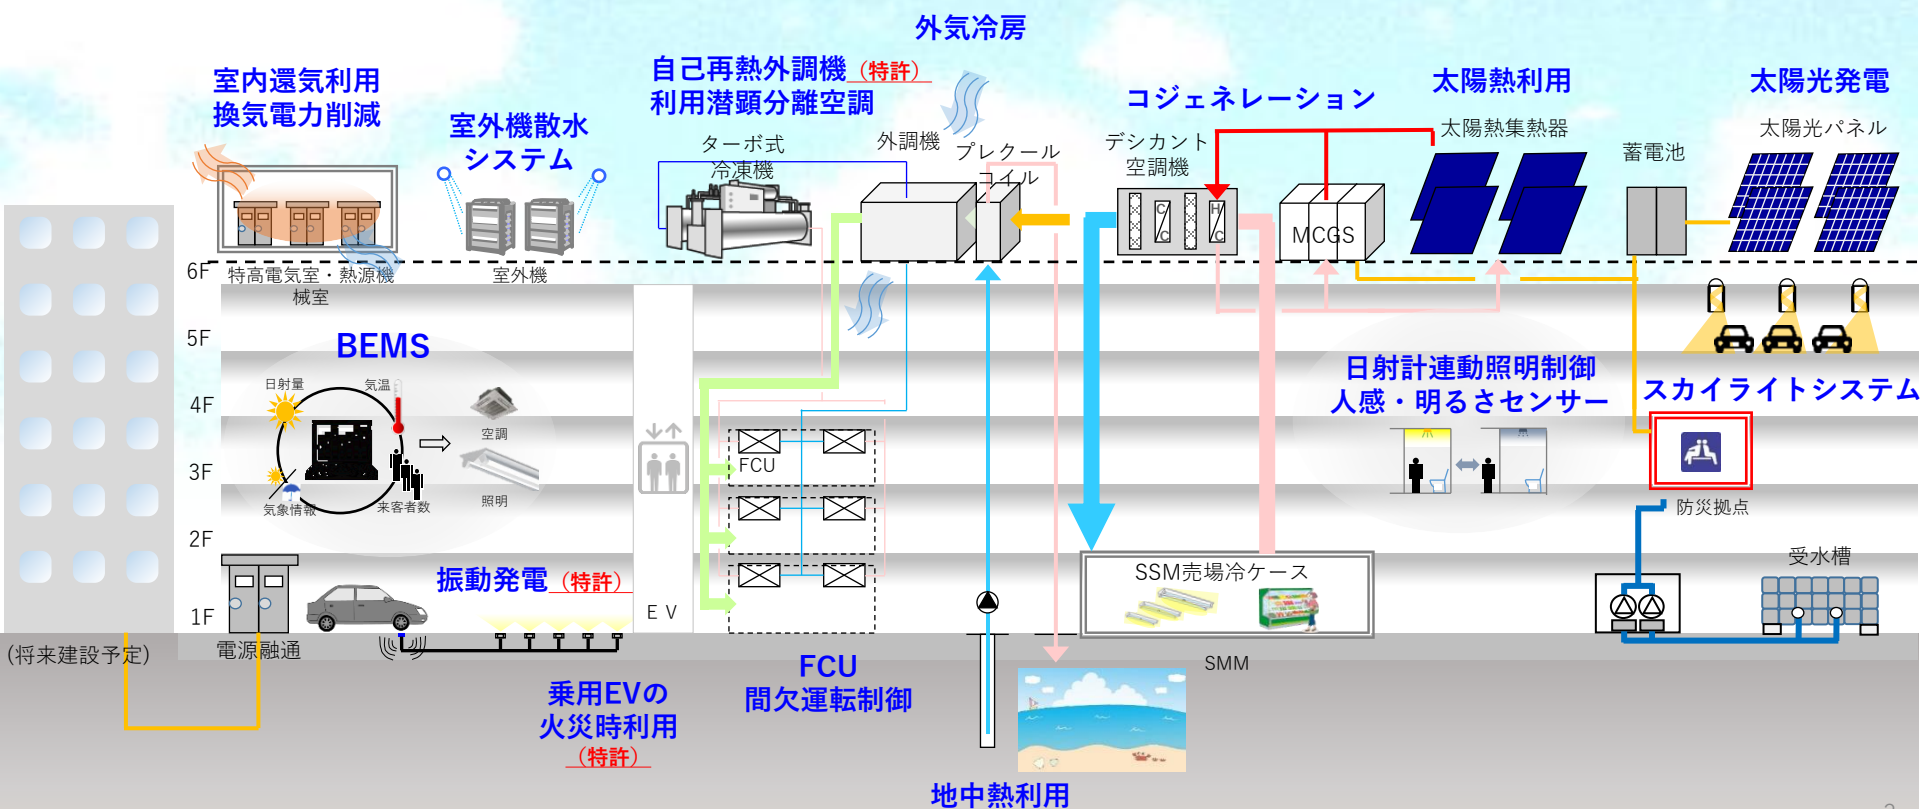 外気冷房
室内還気利用
換気電力削減
室外機散水
システム
自己再熱外調機（特許）
利用潜顕分離空調
コジェネレーション
太陽熱利用
太陽光発電
ターボ式
冷凍機
外調機
プレクール
コイル
デシカント
空調機
太陽熱集熱器
蓄電池
太陽光パネル
C
C
H
C
MCGS
6F
特高電気室・熱源機
械室
室外機
5F
BEMS
日射量
気温
4F
空調
3F
気象情報
来客者数
照明
FCU
日射計連動照明制御
人感・明るさセンサー
スカイライトシステム
防災拠点
2F
受水槽
振動発電（特許）
EV
SSM売場冷ケース
1F
(将来建設予定)
電源融通
SMM
乗用EVの
火災時利用
（特許）
FCU
間欠運転制御
地中熱利用